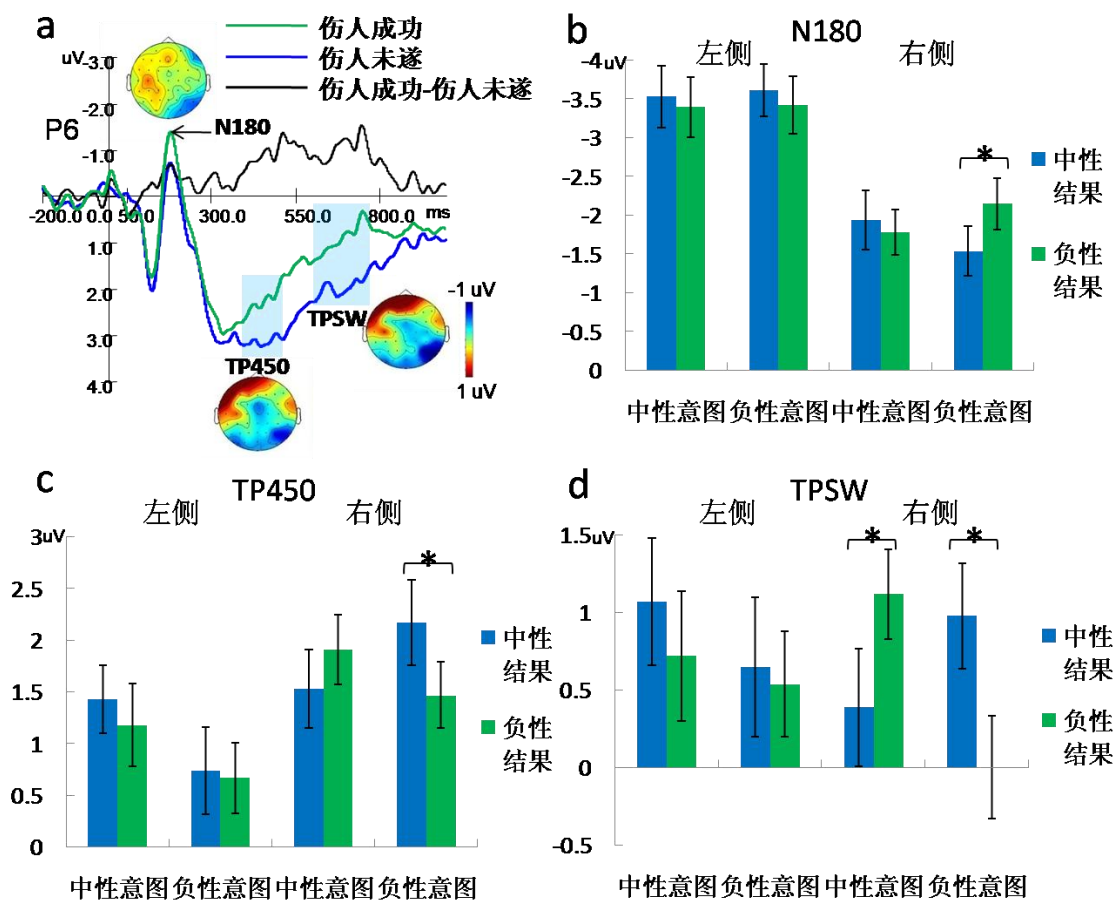 a
伤人成功
伤人未遂
伤人成功-伤人未遂
uV
-3.0
-2.0
-1.0
P6
N180
-200.0
0.0
50.0
300.0
550.0
800.0
ms
1.0
2.0
3.0
4.0
TPSW
TP450
-1 uV
1 uV
b
N180
左侧
右侧
-4uV
-3.5
-3
-2.5
-2
-1.5
-1
-0.5
0
*
中性
结果
负性
结果
中性意图
负性意图
中性意图
负性意图
c
TP450
左侧
右侧
3uV
2.5
2
1.5
1
0.5
0
*
中性
结果
负性
结果
中性意图
负性意图
中性意图
负性意图
d
TPSW
左侧
右侧
1.5uV
1
0.5
0
-0.5
*
*
中性
结果
负性
结果
中性意图
负性意图
中性意图
负性意图